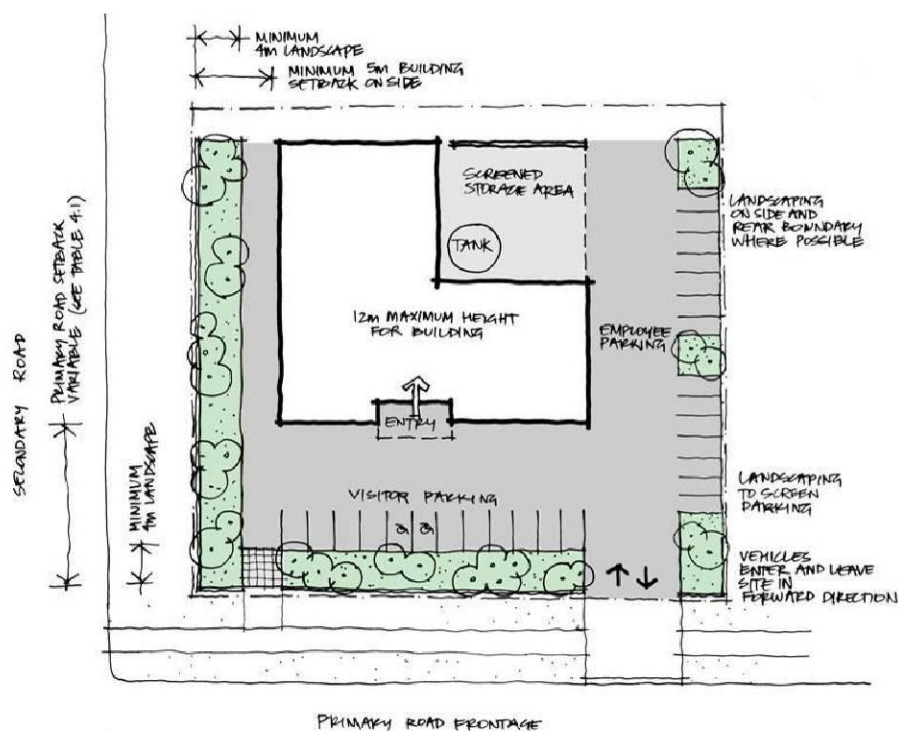 MINIMUM
4m LANDSCAPE
MINIMUM 5m BUILDING
SETBACK ON SIDE
SCREENED
STORAGE AREA
TANK
LANDSCAPING
ON SIDE AND
REAR BOUNDARY
WHERE POSSIBLE
12m MAXIMUM HEIGHT
FOR BUILDING
EMPLOYEE
PARKING
ENTRY
SECONDARY ROAD
PRIMARY ROAD SETBACK
VARIABLE (SEE TABLE 4.1)
MINIMUM
4m LANDSCAPE
VISITOR PARKING
LANDSCAPING
TO SCREEN
PARKING
VEHICLES
ENTER AND LEAVE
SITE IN
FORWARD DIRECTION
PRIMARY ROAD FRONTAGE